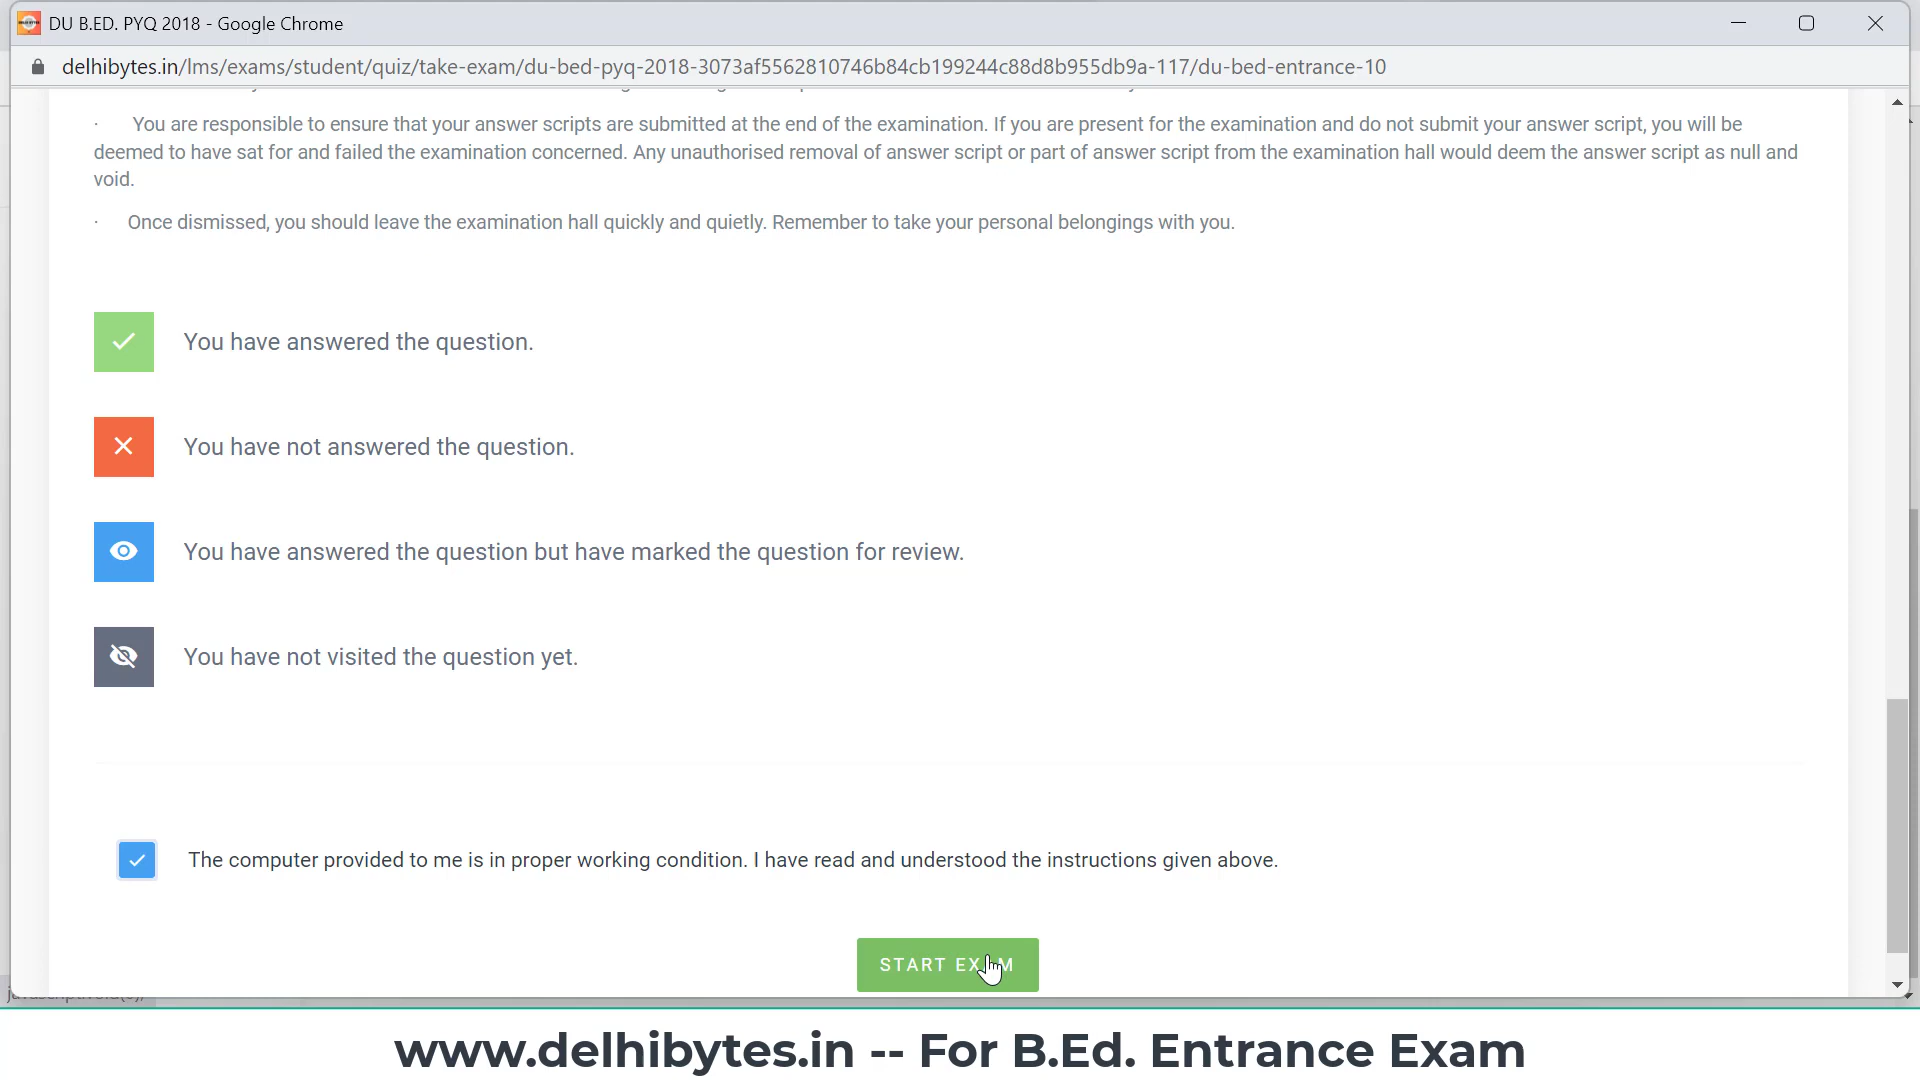 DU B.ED. PYQ 2018 - Google Chrome
delhibytes.in/lms/exams/student/quiz/take-exam/du-bed-pyq-2018-3073af5562810746b84cb199244c88d8b955db9a-117/du-bed-entrance-10
· You are responsible to ensure that your answer scripts are submitted at the end of the examination. If you are present for the examination and do not submit your answer script, you will be
deemed to have sat for and failed the examination concerned. Any unauthorised removal of answer script or part of answer script from the examination hall would deem the answer script as null and
void.
· Once dismissed, you should leave the examination hall quickly and quietly. Remember to take your personal belongings with you.
You have answered the question.
You have not answered the question.
You have answered the question but have marked the question for review.
You have not visited the question yet.
The computer provided to me is in proper working condition. I have read and understood the instructions given above.
START EXAM
www.delhibytes.in -- For B.Ed. Entrance Exam